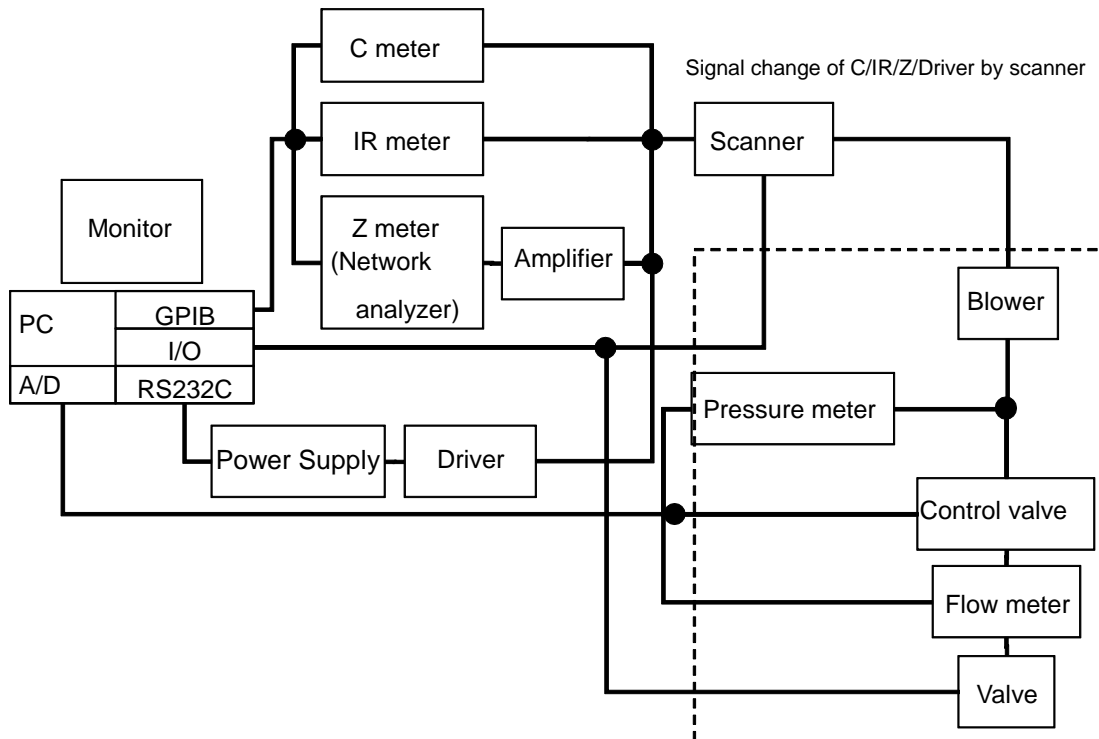 C meter
Signal change of C/IR/Z/Driver by scanner
IR meter
Scanner
Monitor
Z meter
(Network
analyzer)
Amplifier
Blower
PC
GPIB
I/O
A/D
RS232C
Pressure meter
Power Supply
Driver
Control valve
Flow meter
Valve